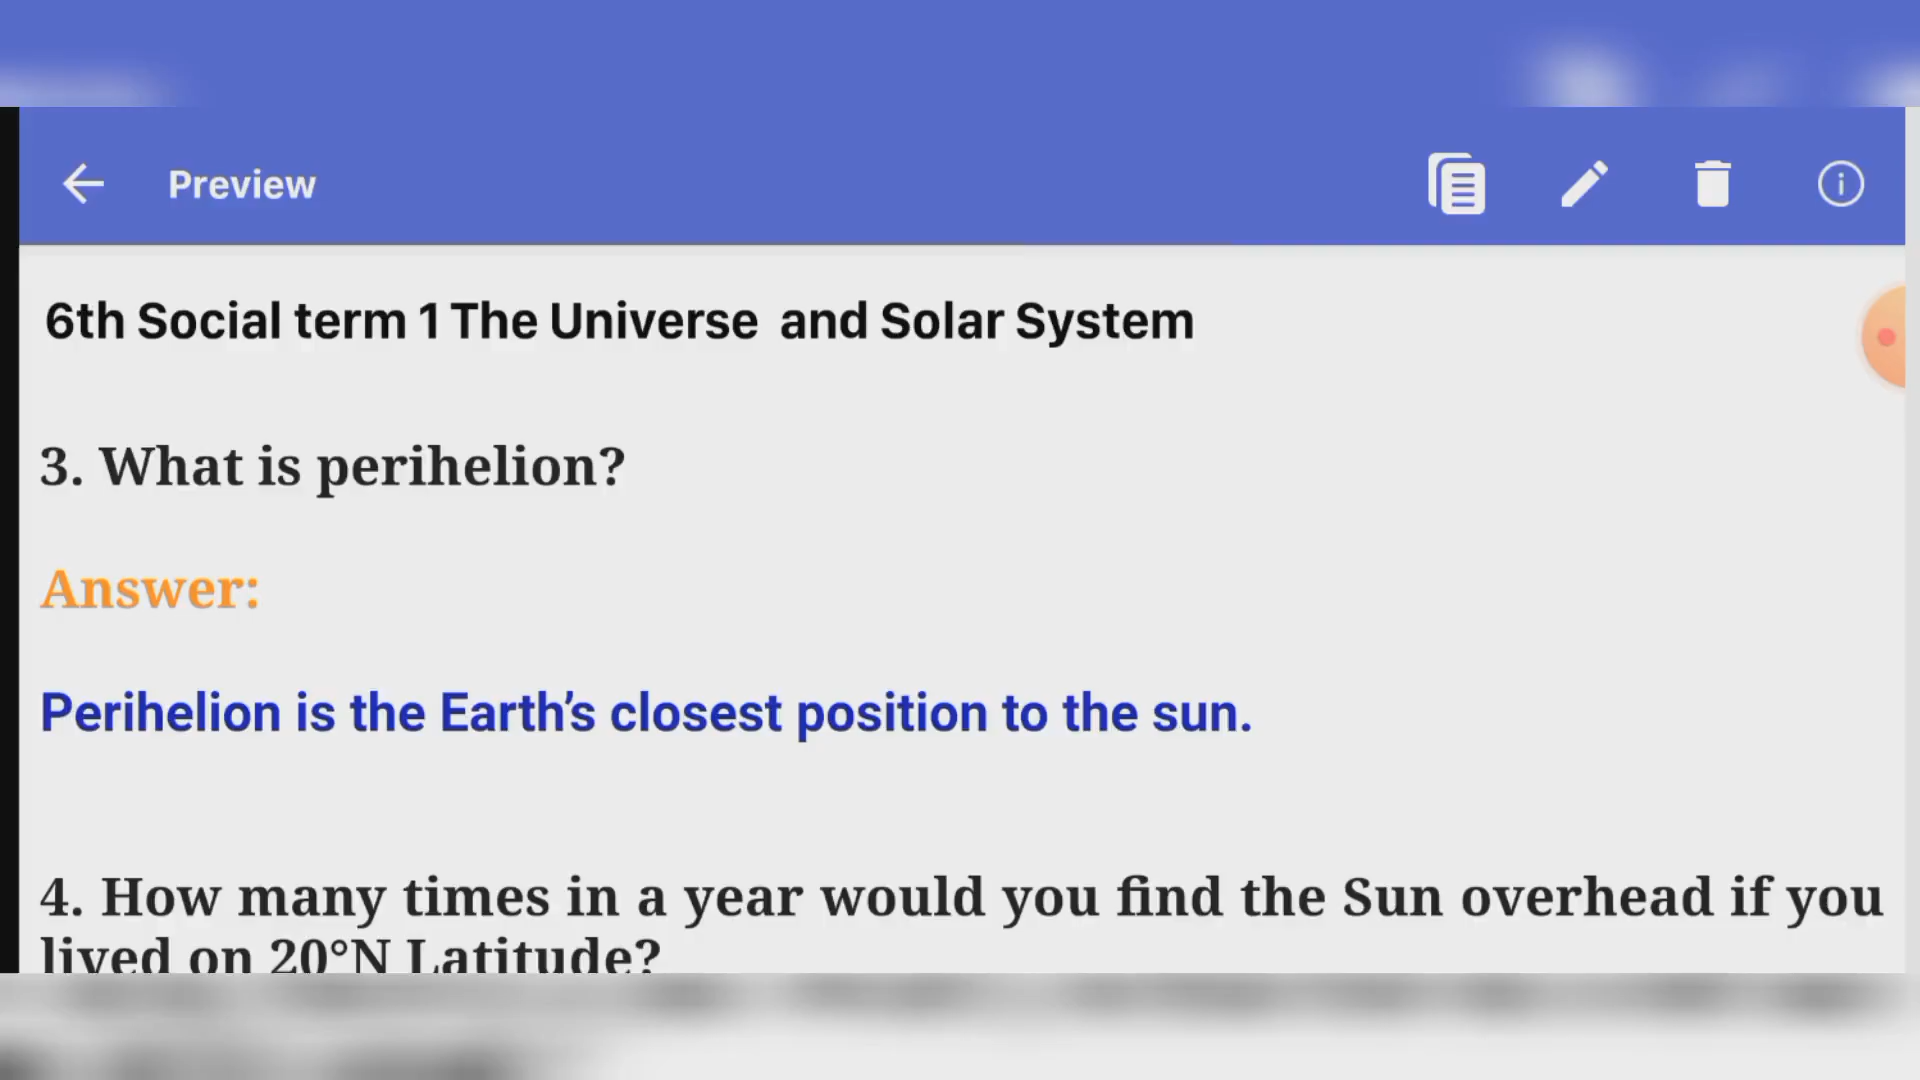 Preview
6th Social term 1 The Universe and Solar System
3. What is perihelion?
Answer:
Perihelion is the Earth’s closest position to the sun.
4. How many times in a year would you find the Sun overhead if you
lived on 20°N Latitude?